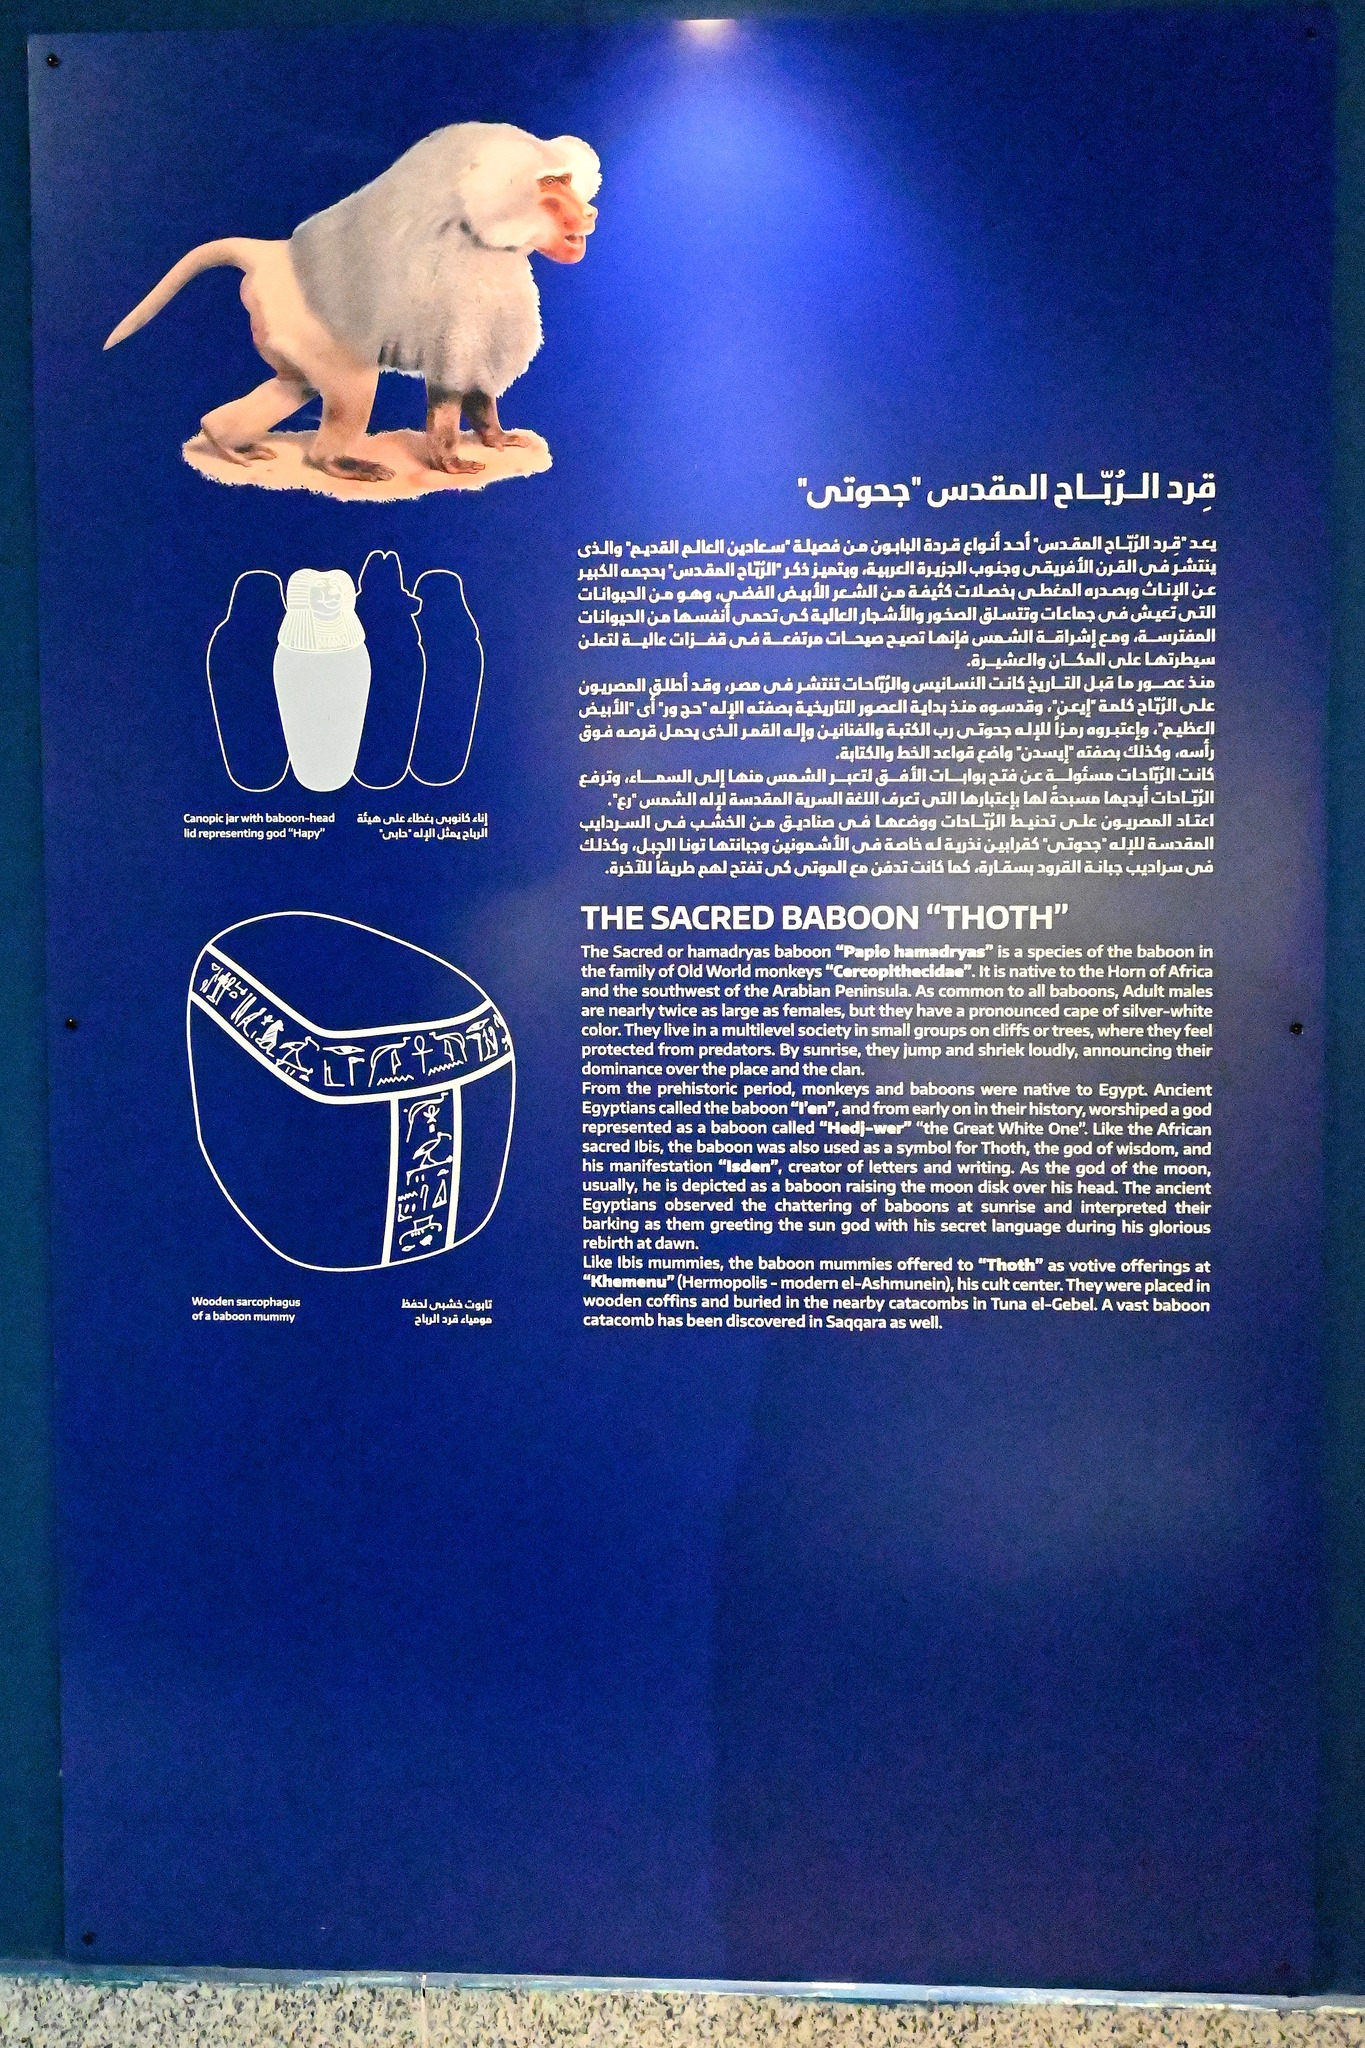 قِرد الـرُبّـاح المقدس "جحوتى"
يعد "قِرد الرُبّاح المقدس" أحد أنواع قردة البابون من فصيلة "سعادين العالم القديم" والذى
ينتشر فى القرن الأفريقى وجنوب الجزيرة العربية، ويتميز ذكر "الرُبّاح المقدس" بحجمه الكبير
عن الإناث وبصدره المغطى بخصلات كثيفة من الشعر الأبيض الفضي، وهو من الحيوانات
التى تعيش فى جماعات وتتسلق الصخور والأشجار العالية كى تحمى أنفسها من الحيوانات
المفترسة، ومع إشراقة الشمس فإنها تصيح صيحات مرتفعة فى قفزات عالية لتعلن
سيطرتها على المكان والعشيرة.
منذ عصور ما قبل التاريخ كانت النسانيس والرُبّاحات تنتشر فى مصر، وقد أطلق المصريون
على الرُبّاح كلمة "إيعن"، وقدسوه منذ بداية العصور التاريخية بصفته الإله "حج ور" أى "الأبيض
العظيم"، وإعتبروه رمزاً للإله جحوتى رب الكتبة والفنانين وإله القمر الذى يحمل قرصه فوق
رأسه، وكذلك بصفته "إيسدن" واضع قواعد الخط والكتابة.
كانت الرُبّاحات مسئولة عن فتح بوابات الأفق لتعبر الشمس منها إلى السماء، وترفع
الرُبّاحات أيديها مسبحةً لها بإعتبارها التى تعرف اللغة السرية المقدسة لإله الشمس "رع".
اعتاد المصريون على تحنيط الرُبّاحات ووضعها فى صناديق من الخشب فى السردايب
المقدسة للإله "جحوتى" كقرابين نذرية له خاصة فى الأشمونين وجبانتها تونا الجبل، وكذلك
فى سراديب جبانة القرود بسقارة، كما كانت تدفن مع الموتى كى تفتح لهم طريقاً للآخرة.
THE SACRED BABOON “THOTH”
The Sacred or hamadryas baboon “Papio hamadryas” is a species of the baboon in
the family of Old World monkeys “Cercopithecidae”. It is native to the Horn of Africa
and the southwest of the Arabian Peninsula. As common to all baboons, Adult males
are nearly twice as large as females, but they have a pronounced cape of silver-white
color. They live in a multilevel society in small groups on cliffs or trees, where they feel
protected from predators. By sunrise, they jump and shriek loudly, announcing their
dominance over the place and the clan.
From the prehistoric period, monkeys and baboons were native to Egypt. Ancient
Egyptians called the baboon “I'en”, and from early on in their history, worshiped a god
represented as a baboon called “Hedj-wer” “the Great White One”. Like the African
sacred Ibis, the baboon was also used as a symbol for Thoth, the god of wisdom, and
his manifestation “Isden”, creator of letters and writing. As the god of the moon,
usually, he is depicted as a baboon raising the moon disk over his head. The ancient
Egyptians observed the chattering of baboons at sunrise and interpreted their
barking as them greeting the sun god with his secret language during his glorious
rebirth at dawn.
Like Ibis mummies, the baboon mummies offered to “Thoth” as votive offerings at
“Khemenu” (Hermopolis - modern el-Ashmunein), his cult center. They were placed in
wooden coffins and buried in the nearby catacombs in Tuna el-Gebel. A vast baboon
catacomb has been discovered in Saqqara as well.
Canopic jar with baboon-head
lid representing god “Hapy”
إناء كانوبى بغطاء على هيئة
الرباح يمثل الإله "حابى"
Wooden sarcophagus
of a baboon mummy
تابوت خشبى لحفظ
مومياء قرد الرباح